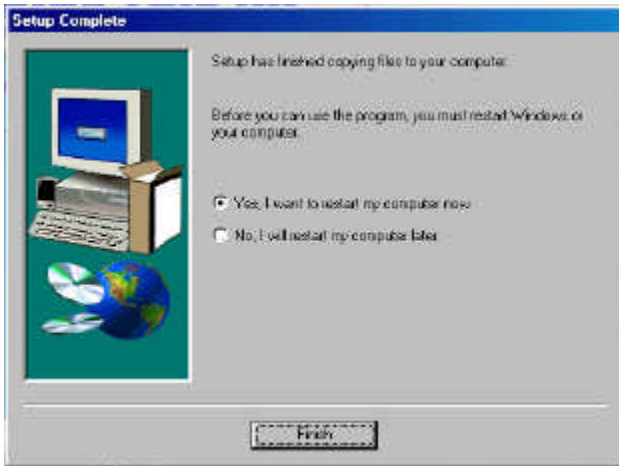 Setup Complete
Setup has finished copying files to your computer.
Before you can use the program, you must restart Windows or
your computer.
Yes, I want to restart my computer now.
No, I will restart my computer later.
Finish